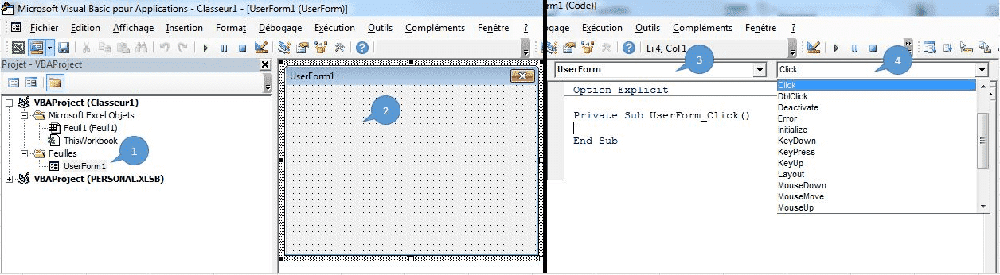 Microsoft Visual Basic pour Applications - Classeur1 - [UserForm1 (UserForm)]
Fichier Edition Affichage Insertion Format Débogage Exécution Outils Compléments Fenêtre ?
Projet - VBAProject
VBAProject (Classeur1)
Microsoft Excel Objets
Feuil1 (Feuil1)
ThisWorkbook
1
Feuilles
UserForm1
VBAProject (PERSONAL.XLSB)
UserForm1
2
rm1 (Code)]
ogage Exécution Outils Compléments Fenêtre ?
Li 4, Col 1
3
4
UserForm
Click
Option Explicit
Private Sub UserForm_Click()
End Sub
Click
DblClick
Deactivate
Error
Initialize
KeyDown
KeyPress
KeyUp
Layout
MouseDown
MouseMove
MouseUp